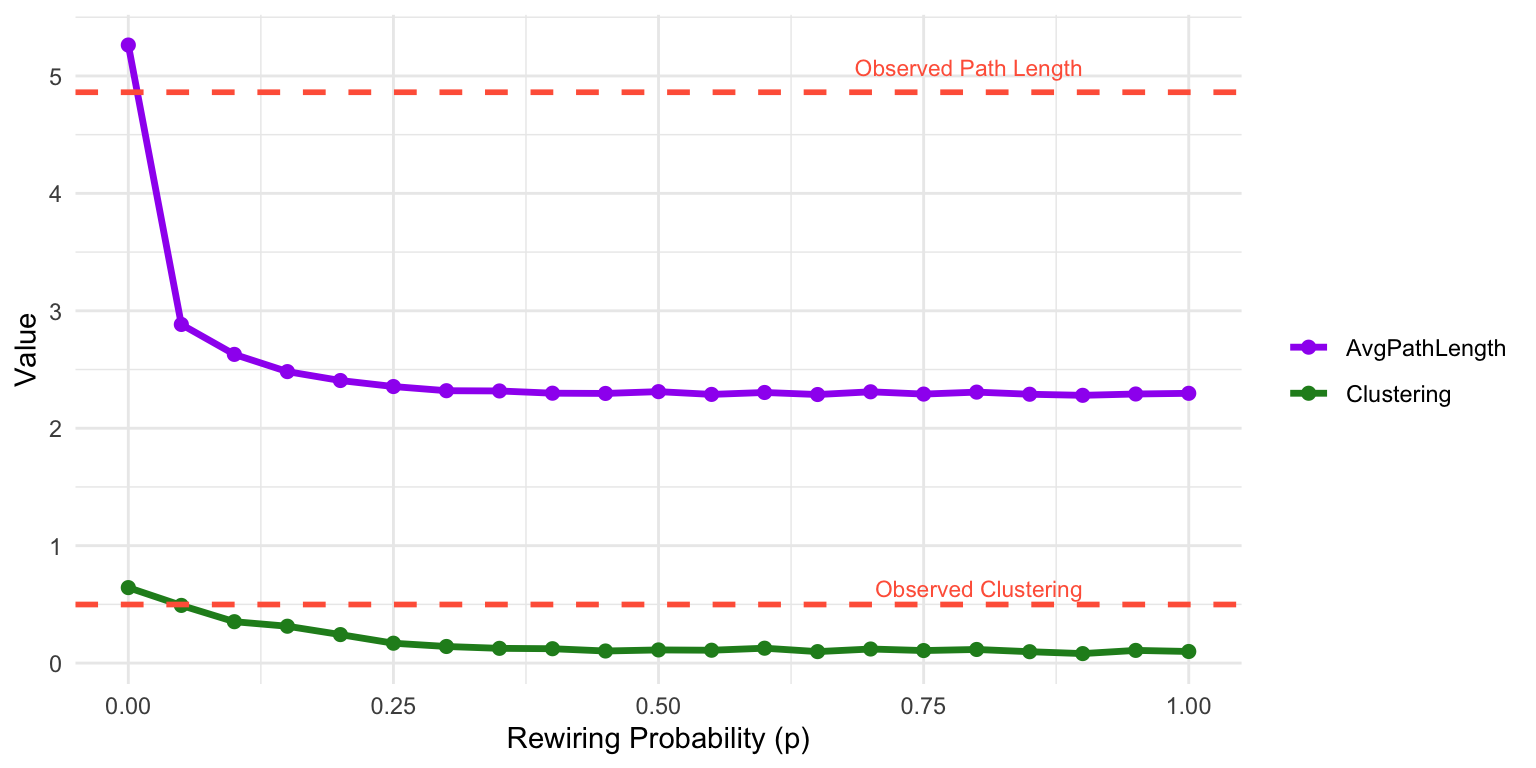 Observed Path Length
5
4
3
2
1
0
Value
Observed Clustering
0.00 0.25 0.50 0.75 1.00
Rewiring Probability (p)
AvgPathLength
Clustering